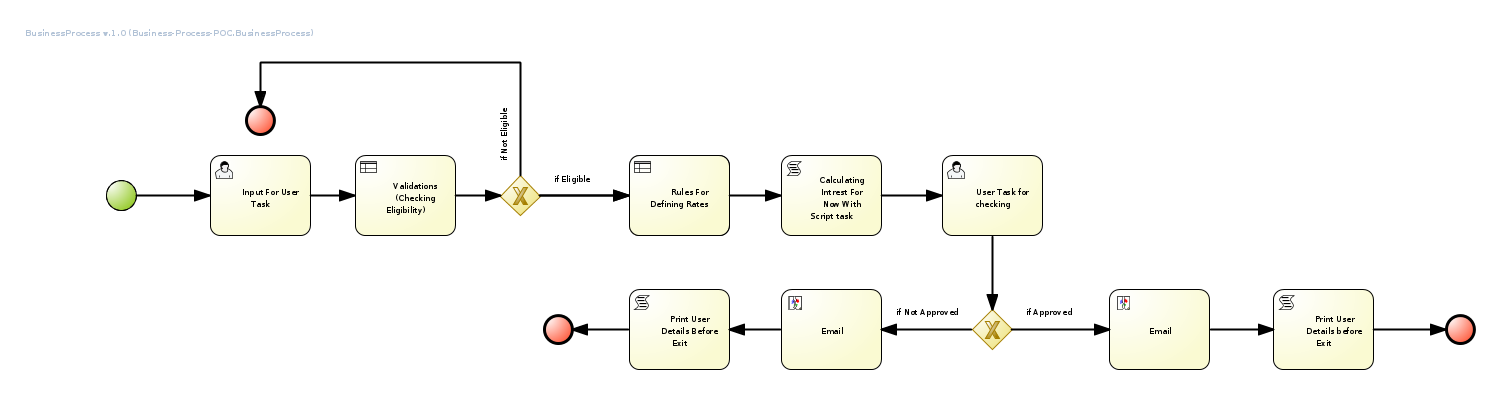 BusinessProcess v.1.0 (Business-Process-POC.BusinessProcess)
if Not Eligible
Input For User
Task
Validations
(Checking
Eligibility)
if Eligible
Rules For
Defining Rates
Calculating
Intrest For
Now With
Script task
User Task for
checking
Print User
Details Before
Exit
Email
if Not Approved
if Approved
Email
Print User
Details before
Exit